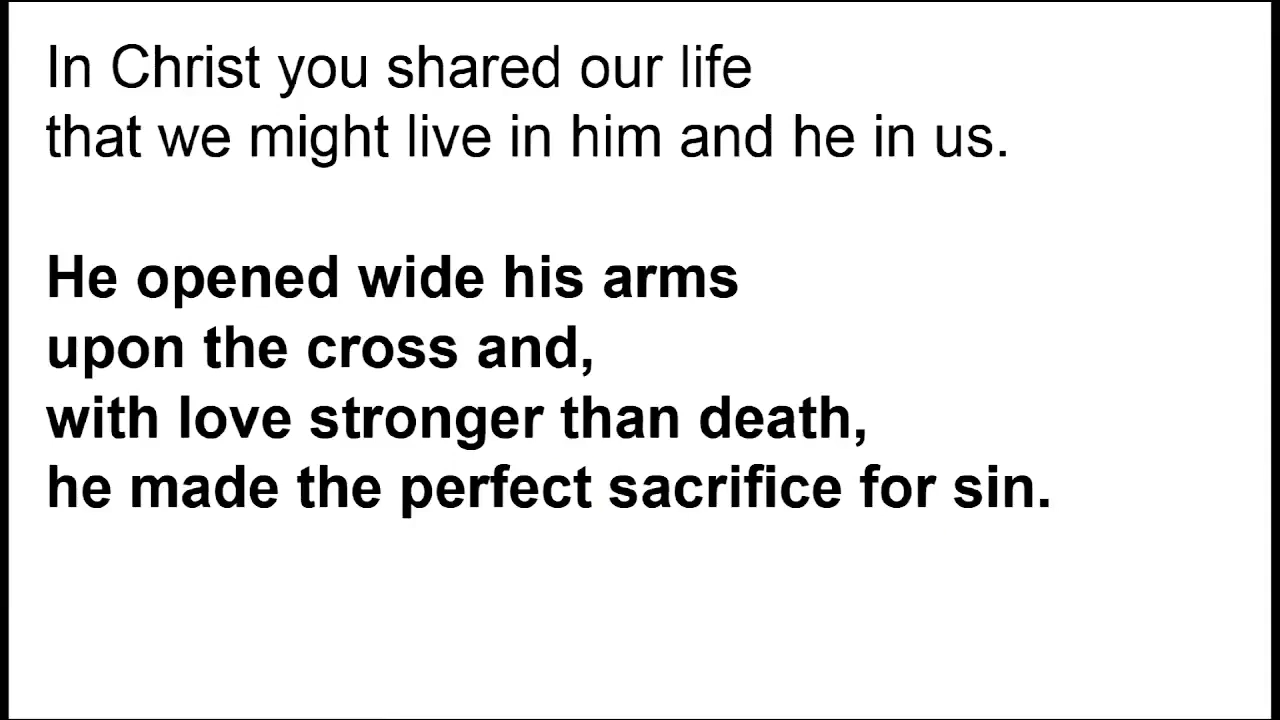 In Christ you shared our life
that we might live in him and he in us.
He opened wide his arms
upon the cross and,
with love stronger than death,
he made the perfect sacrifice for sin.